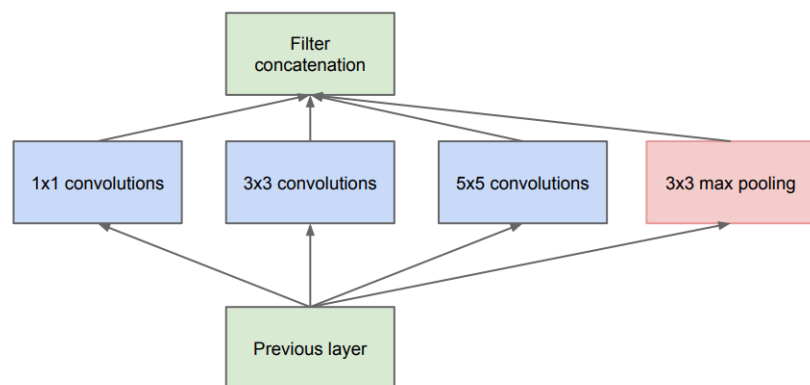 Filter
concatenation
1x1 convolutions
3x3 convolutions
5x5 convolutions
3x3 max pooling
Previous layer